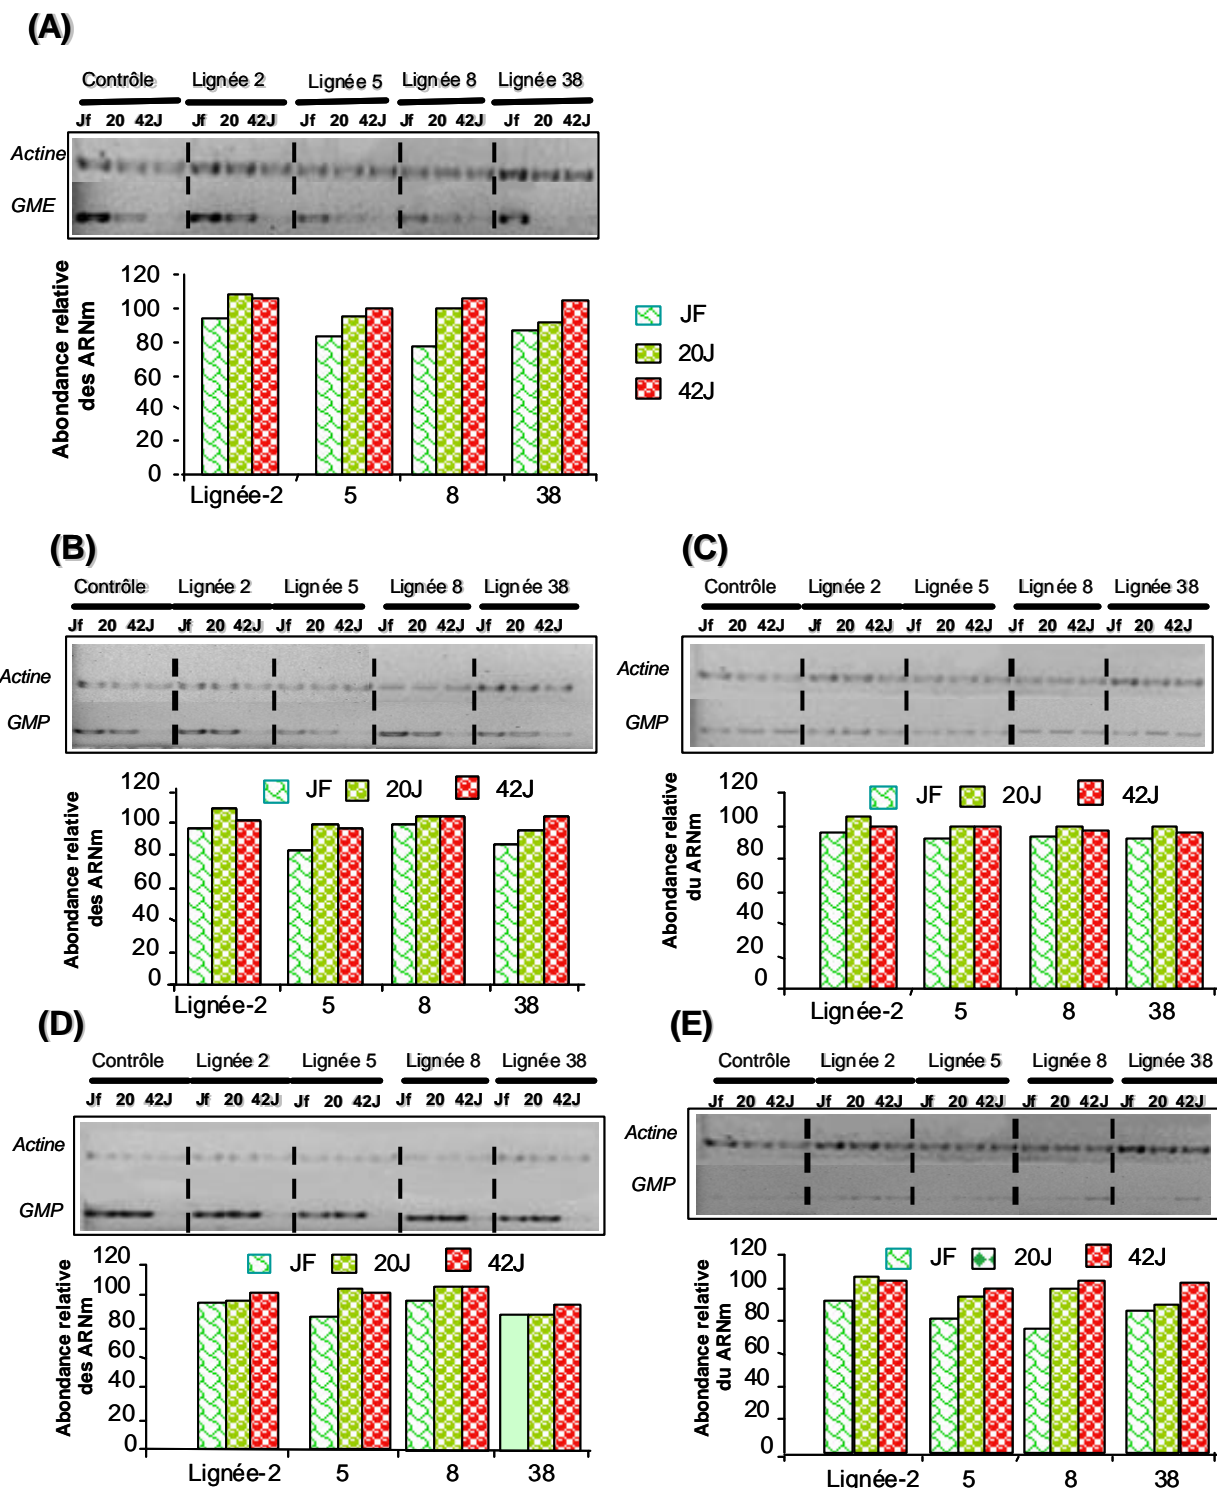 (A)
Contrôle Lignée 2 Lignée 5 Lignée 8 Lignée 38
Jf 20 42J Jf 20 42J Jf 20 42J Jf 20 42J Jf 20 42J
Actine
GME
Abondance relative
des ARNm
120
100
80
60
40
20
0
Lignée-2 5 8 38
JF
20J
42J
(B)
Contrôle Lignée 2 Lignée 5 Lignée 8 Lignée 38
Jf 20 42J Jf 20 42J Jf 20 42J Jf 20 42J Jf 20 42J
Actine
GMP
Abondance relative
des ARNm
120
100
80
60
40
20
0
JF 20J 42J
Lignée-2 5 8 38
(C)
Contrôle Lignée 2 Lignée 5 Lignée 8 Lignée 38
Jf 20 42J Jf 20 42J Jf 20 42J Jf 20 42J Jf 20 42J
Actine
GMP
Abondance relative
du ARNm
120
100
80
60
40
20
0
JF 20J 42J
Lignée-2 5 8 38
(D)
Contrôle Lignée 2 Lignée 5 Lignée 8 Lignée 38
Jf 20 42J Jf 20 42J Jf 20 42J Jf 20 42J Jf 20 42J
Actine
GMP
Abondance relative
des ARNm
120
100
80
60
40
20
0
JF 20J 42J
Lignée-2 5 8 38
(E)
Contrôle Lignée 2 Lignée 5 Lignée 8 Lignée 38
Jf 20 42J Jf 20 42J Jf 20 42J Jf 20 42J Jf 20 42J
Actine
GMP
Abondance relative
du ARNm
120
100
80
60
40
20
0
JF 20J 42J
Lignée-2 5 8 38